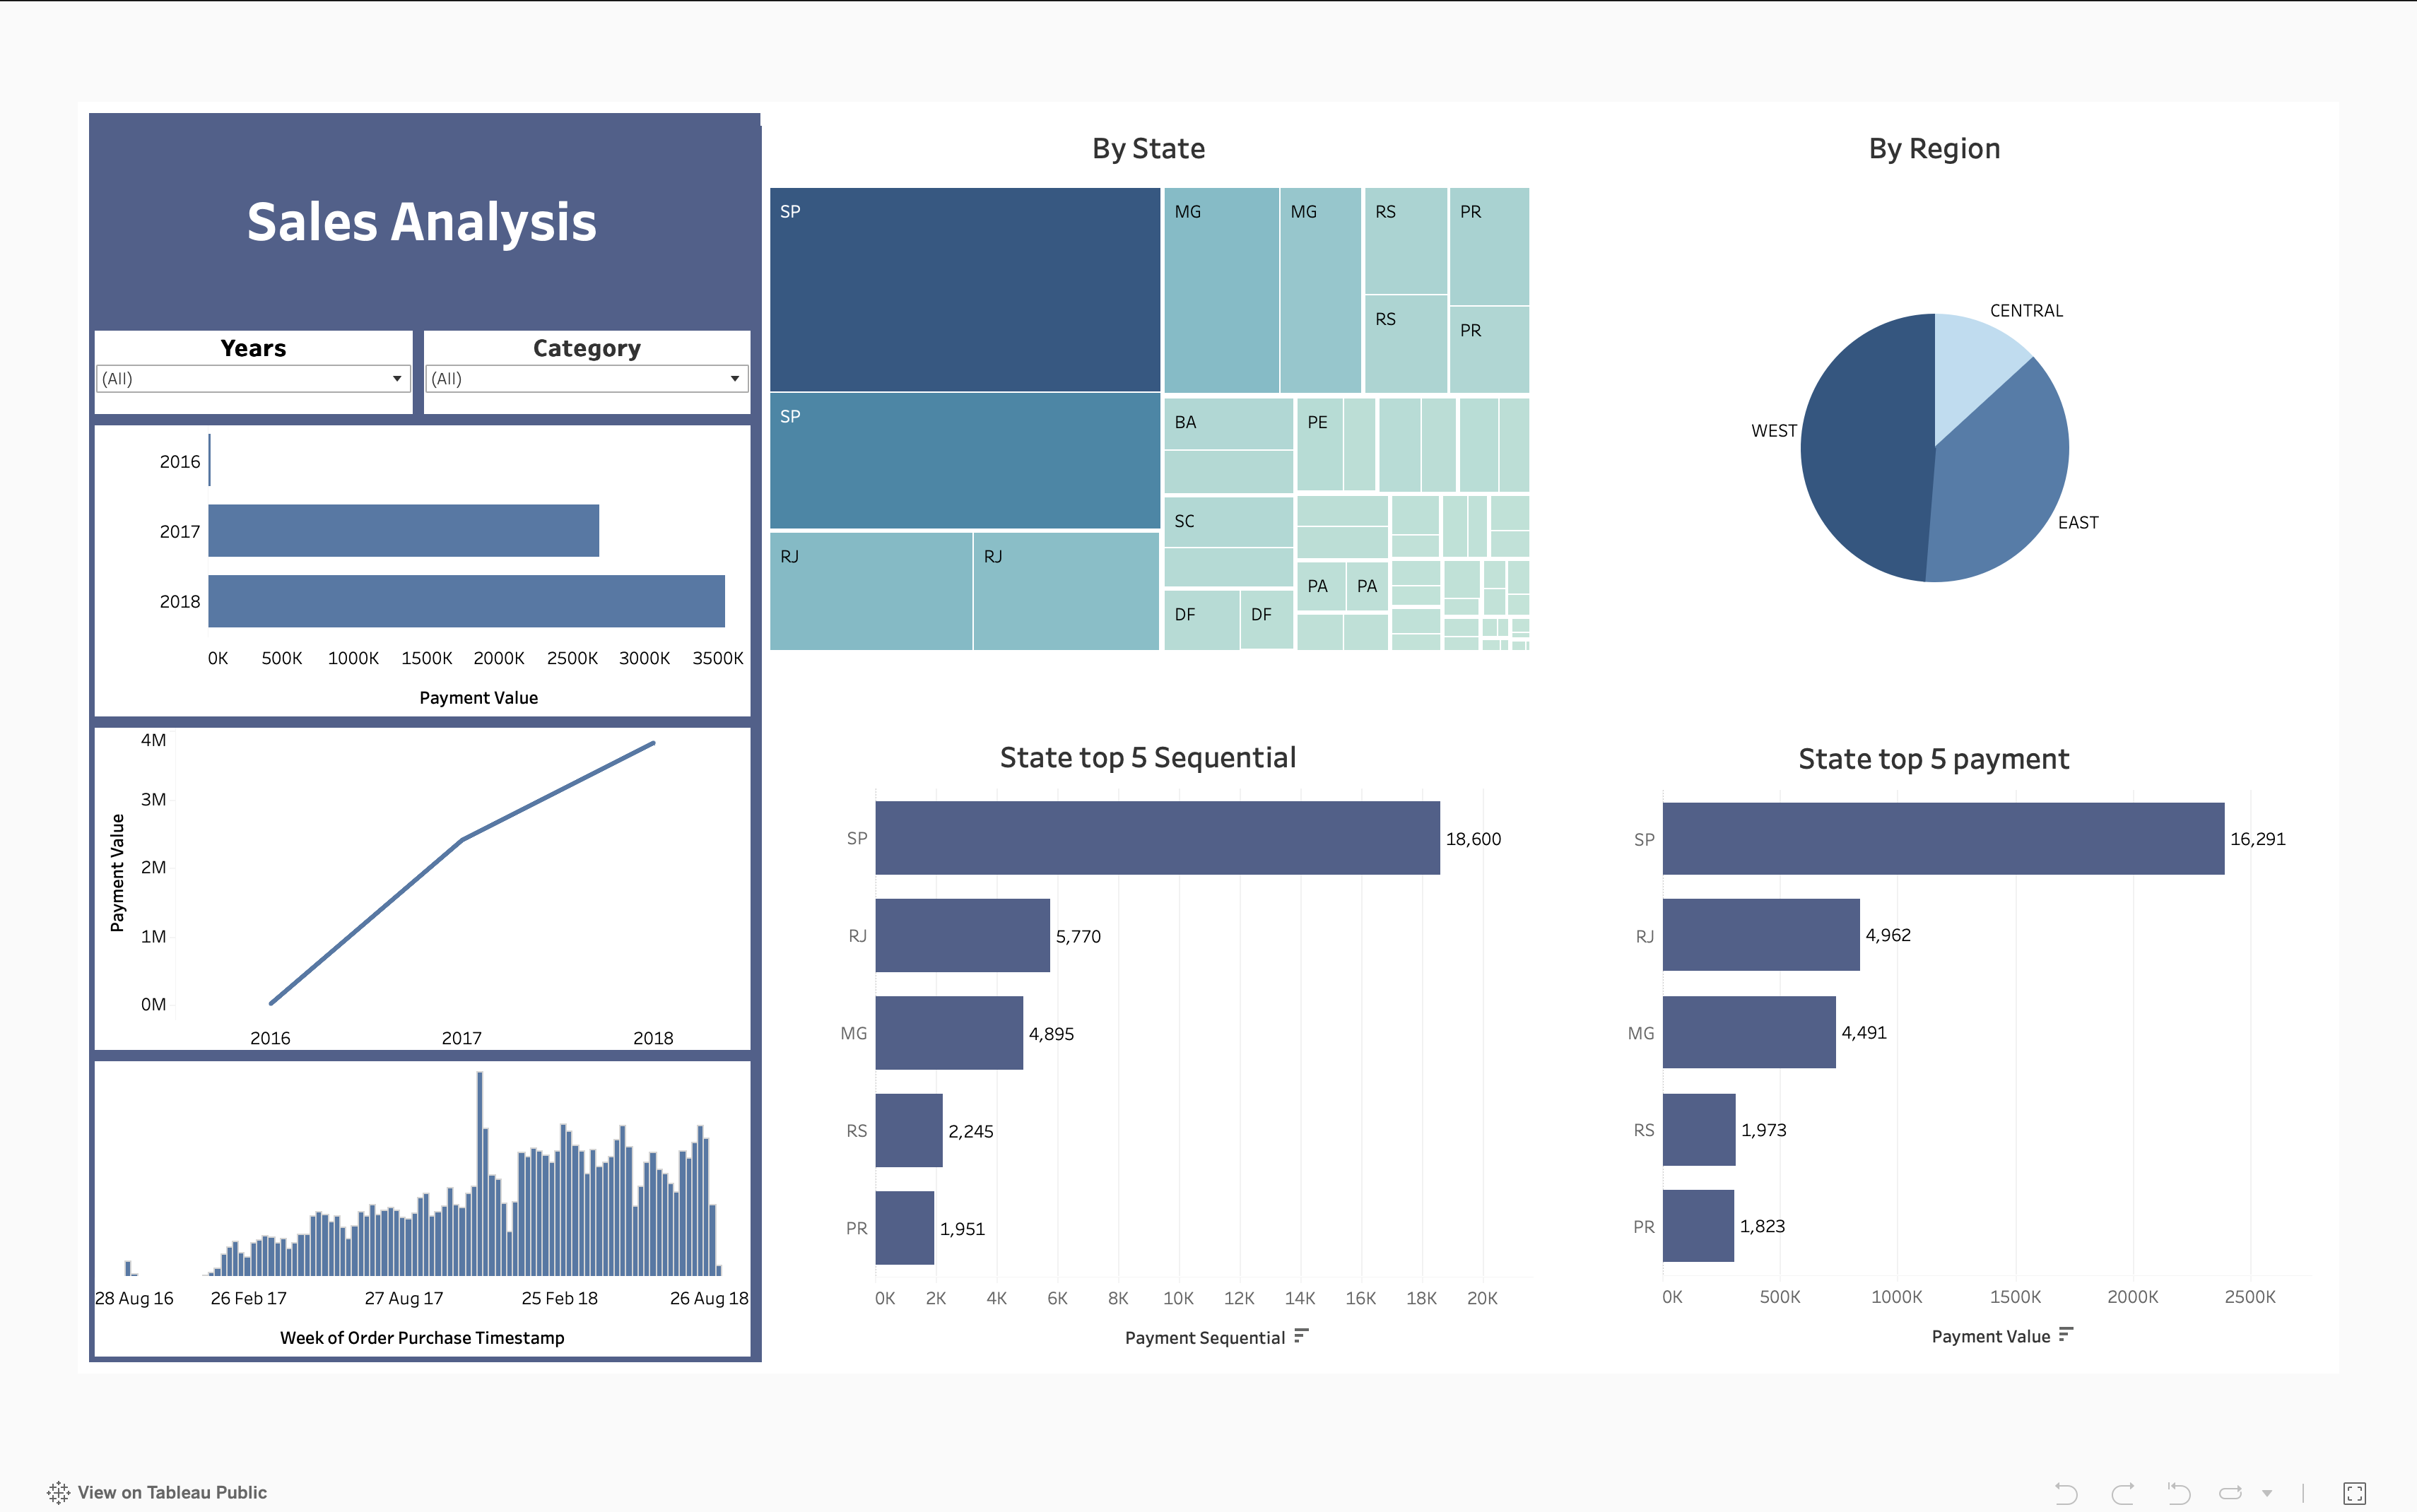 Sales Analysis
Years
Category
(All)
(All)
2016
2017
2018
0K 500K 1000K 1500K 2000K 2500K 3000K 3500K
Payment Value
4M
3M
2M
1M
0M
Payment Value
2016 2017 2018
28 Aug 16 26 Feb 17 27 Aug 17 25 Feb 18 26 Aug 18
Week of Order Purchase Timestamp
By State
SP MG MG RS PR
RS PR
SP BA PE
SC
RJ RJ
PA PA
DF DF
By Region
CENTRAL
WEST
EAST
State top 5 Sequential
SP 18,600
RJ 5,770
MG 4,895
RS 2,245
PR 1,951
0K 2K 4K 6K 8K 10K 12K 14K 16K 18K 20K
Payment Sequential
State top 5 payment
SP 16,291
RJ 4,962
MG 4,491
RS 1,973
PR 1,823
0K 500K 1000K 1500K 2000K 2500K
Payment Value
View on Tableau Public